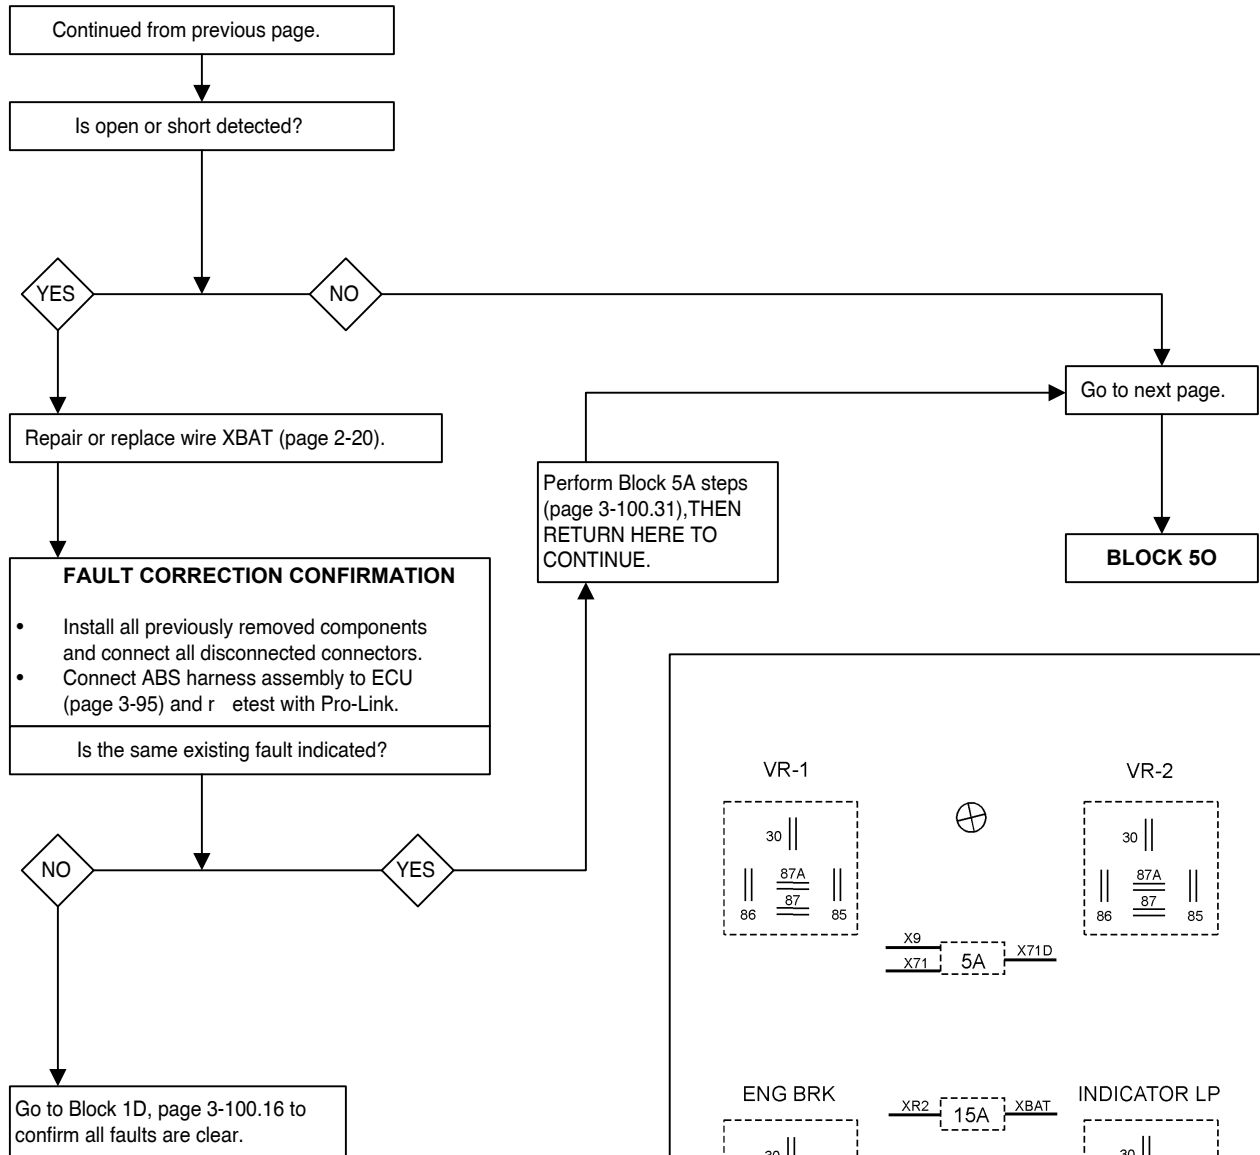 Continued from previous page.
Is open or short detected?
YES
NO
Go to next page.
Repair or replace wire XBAT (page 2-20).
Perform Block 5A steps
(page 3-100.31),THEN
RETURN HERE TO
CONTINUE.
BLOCK 5O
FAULT CORRECTION CONFIRMATION
• Install all previously removed components
and connect all disconnected connectors.
• Connect ABS harness assembly to ECU
(page 3-95) and r etest with Pro-Link.
Is the same existing fault indicated?
NO
YES
Go to Block 1D, page 3-100.16 to
confirm all faults are clear.
VR-1
30
87A
87
86
85
VR-2
30
87A
87
86
85
X9
X71
5A
X71D
ENG BRK
XR2
15A
XBAT
INDICATOR LP
30
30